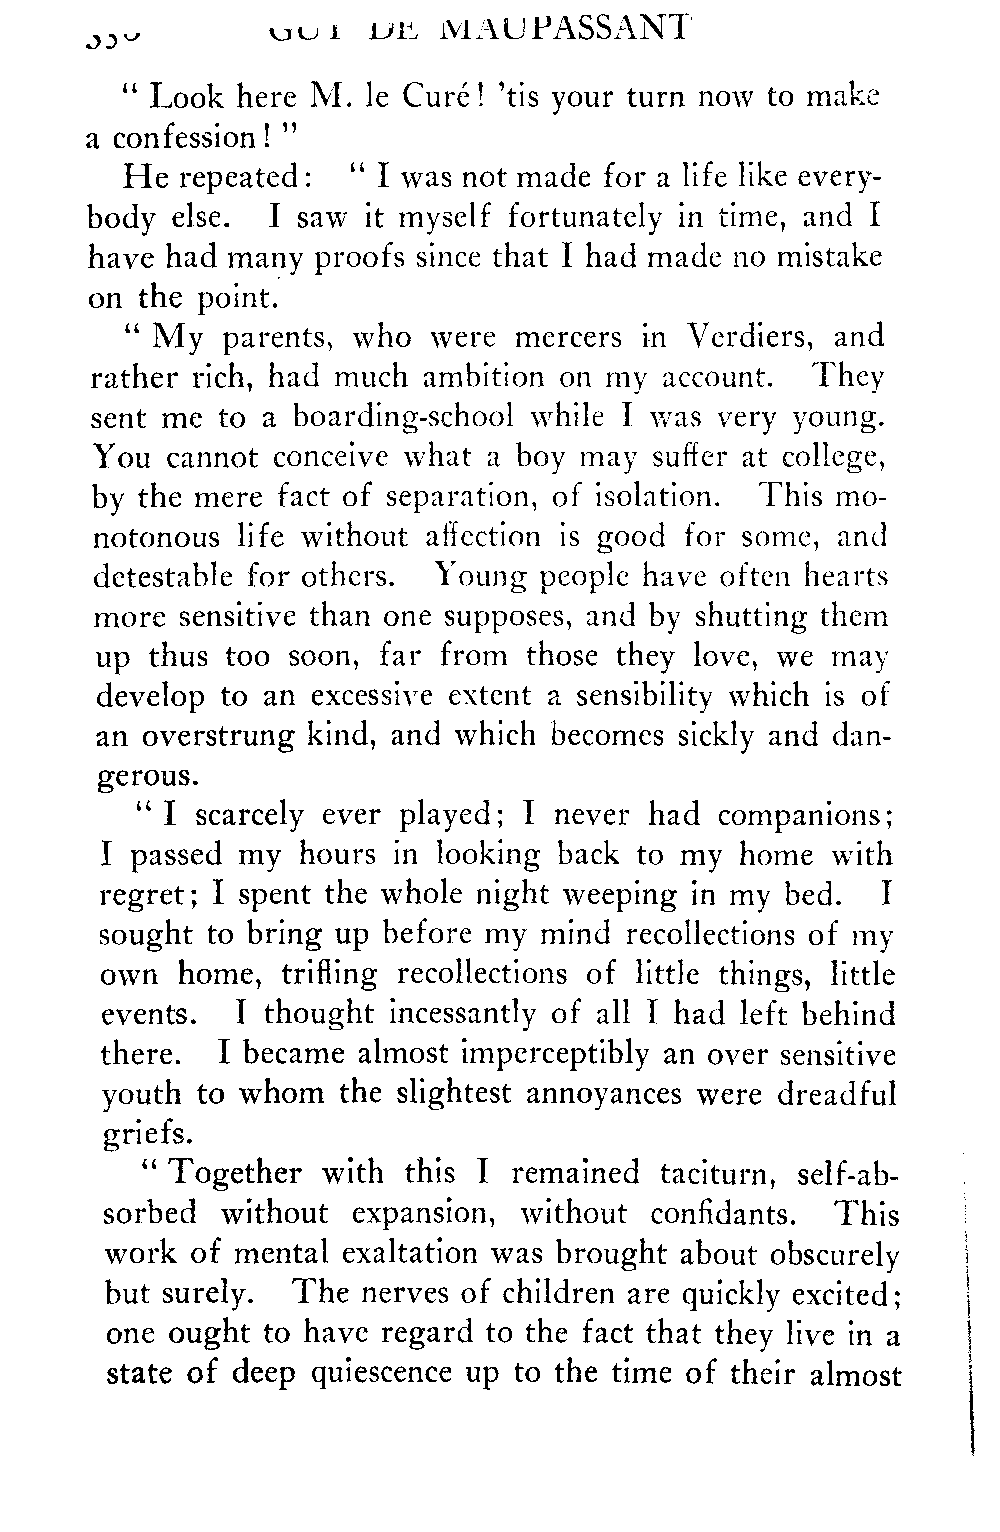 GUY DE MAUPASSANT
“ Look here M. le Curé! ’tis your turn now to make
a confession! ”
He repeated: “ I was not made for a life like every-
body else. I saw it myself fortunately in time, and I
have had many proofs since that I had made no mistake
on the point.
“ My parents, who were mercers in Verdiers, and
rather rich, had much ambition on my account. They
sent me to a boarding-school while I was very young.
You cannot conceive what a boy may suffer at college,
by the mere fact of separation, of isolation. This mo-
notonous life without affection is good for some, and
detestable for others. Young people have often hearts
more sensitive than one supposes, and by shutting them
up thus too soon, far from those they love, we may
develop to an excessive extent a sensibility which is of
an overstrung kind, and which becomes sickly and dan-
gerous.
“ I scarcely ever played; I never had companions;
I passed my hours in looking back to my home with
regret; I spent the whole night weeping in my bed. I
sought to bring up before my mind recollections of my
own home, trifling recollections of little things, little
events. I thought incessantly of all I had left behind
there. I became almost imperceptibly an over sensitive
youth to whom the slightest annoyances were dreadful
griefs.
“ Together with this I remained taciturn, self-ab-
sorbed without expansion, without confidants. This
work of mental exaltation was brought about obscurely
but surely. The nerves of children are quickly excited;
one ought to have regard to the fact that they live in a
state of deep quiescence up to the time of their almost